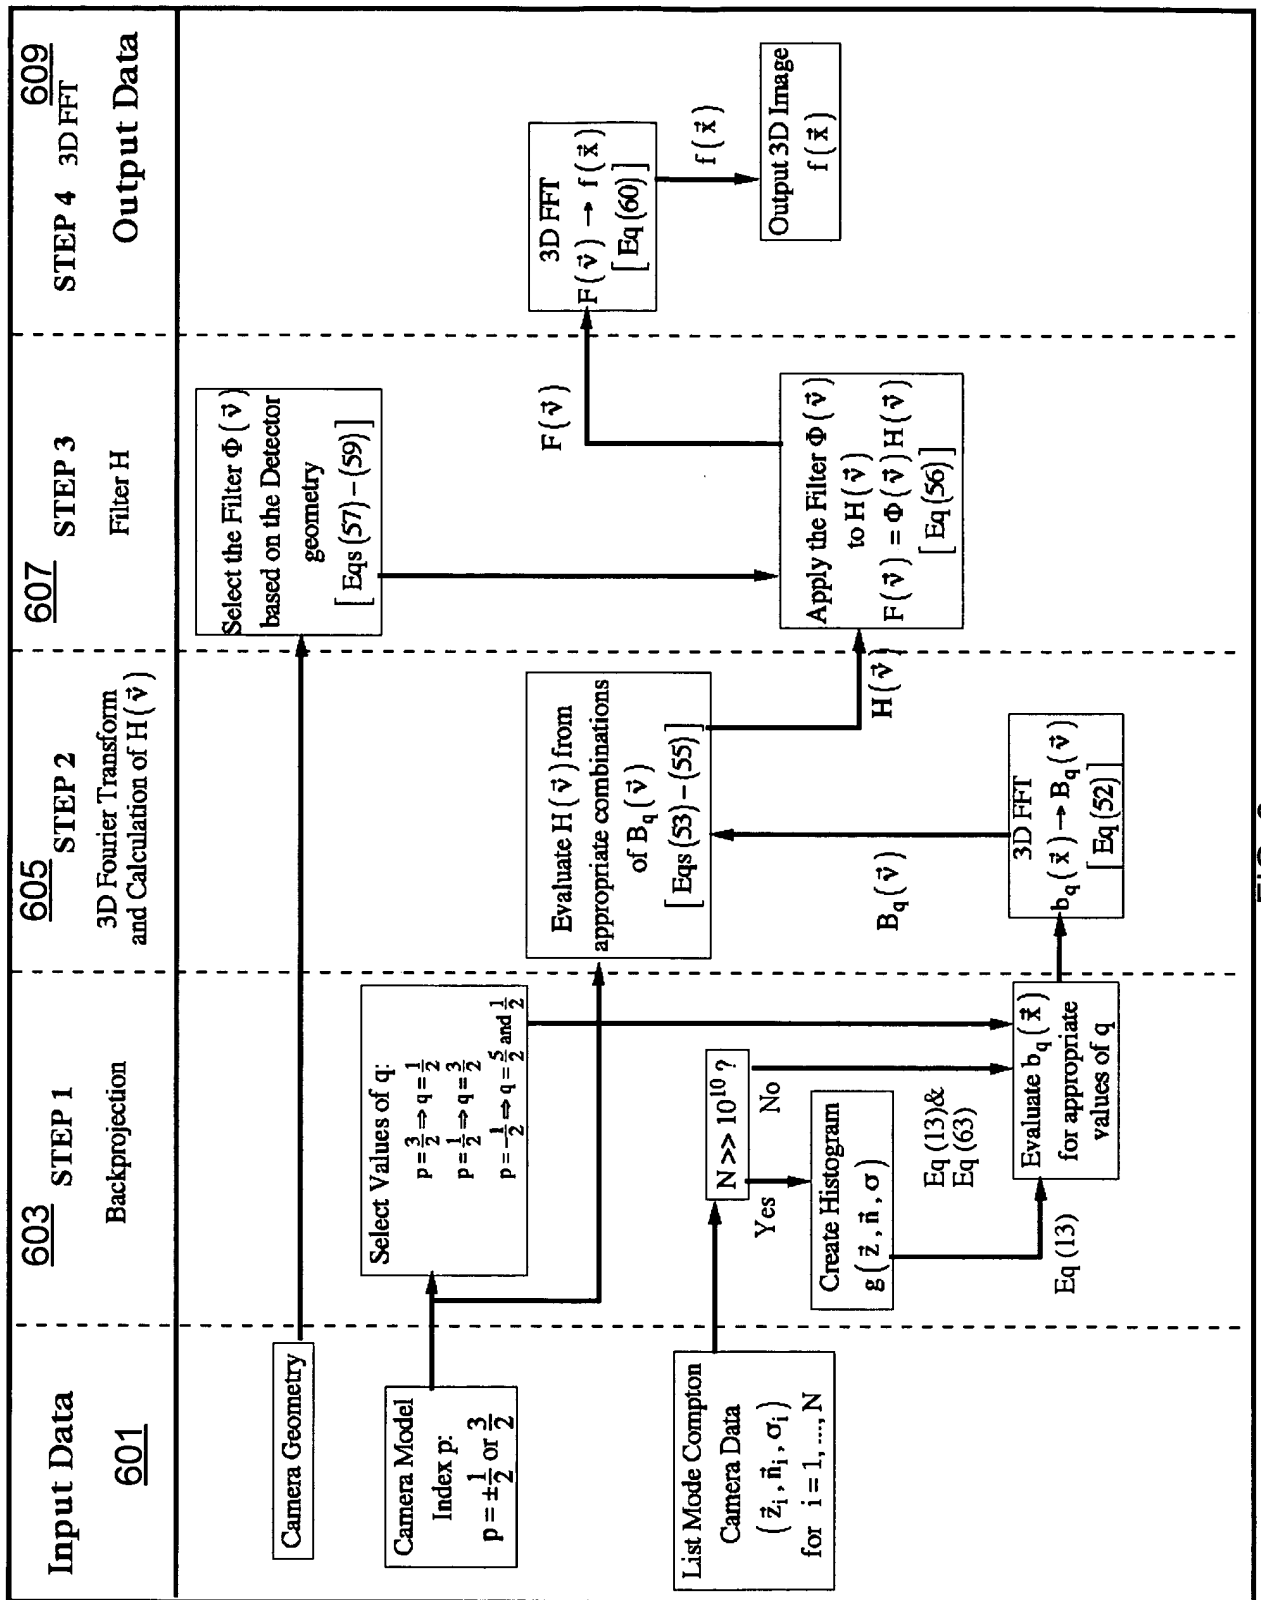 Input Data
601
603 STEP 1
Backprojection
605 STEP 2
3D Fourier Transform
and Calculation of H(ν⃗)
607 STEP 3
Filter H
STEP 4 3D FFT 609
Output Data
Camera Geometry
Camera Model
Index p:
p = ±1/2 or 3/2
List Mode Compton
Camera Data
(z⃗ᵢ, n⃗ᵢ, σᵢ)
for i = 1,..., N
Select Values of q:
p = 3/2 ⇒ q = 1/2
p = 1/2 ⇒ q = 3/2
p = -1/2 ⇒ q = 5/2 and 1/2
N >> 10¹⁰ ?
Yes
No
Create Histogram
g(z⃗, n⃗, σ)
Eq (13)&
Eq (63)
Eq (13)
Evaluate b_q(x⃗)
for appropriate
values of q
Evaluate H(ν⃗) from
appropriate combinations
of B_q(ν⃗)
[Eqs (53) – (55)]
B_q(ν⃗)
3D FFT
b_q(x⃗) → B_q(ν⃗)
[Eq (52)]
H(ν⃗)
Select the Filter Φ(ν⃗)
based on the Detector
geometry
[Eqs (57) – (59)]
Apply the Filter Φ(ν⃗)
to H(ν⃗)
F(ν⃗) = Φ(ν⃗)H(ν⃗)
[Eq (56)]
F(ν⃗)
3D FFT
F(ν⃗) → f(x⃗)
[Eq (60)]
f(x⃗)
Output 3D Image
f(x⃗)